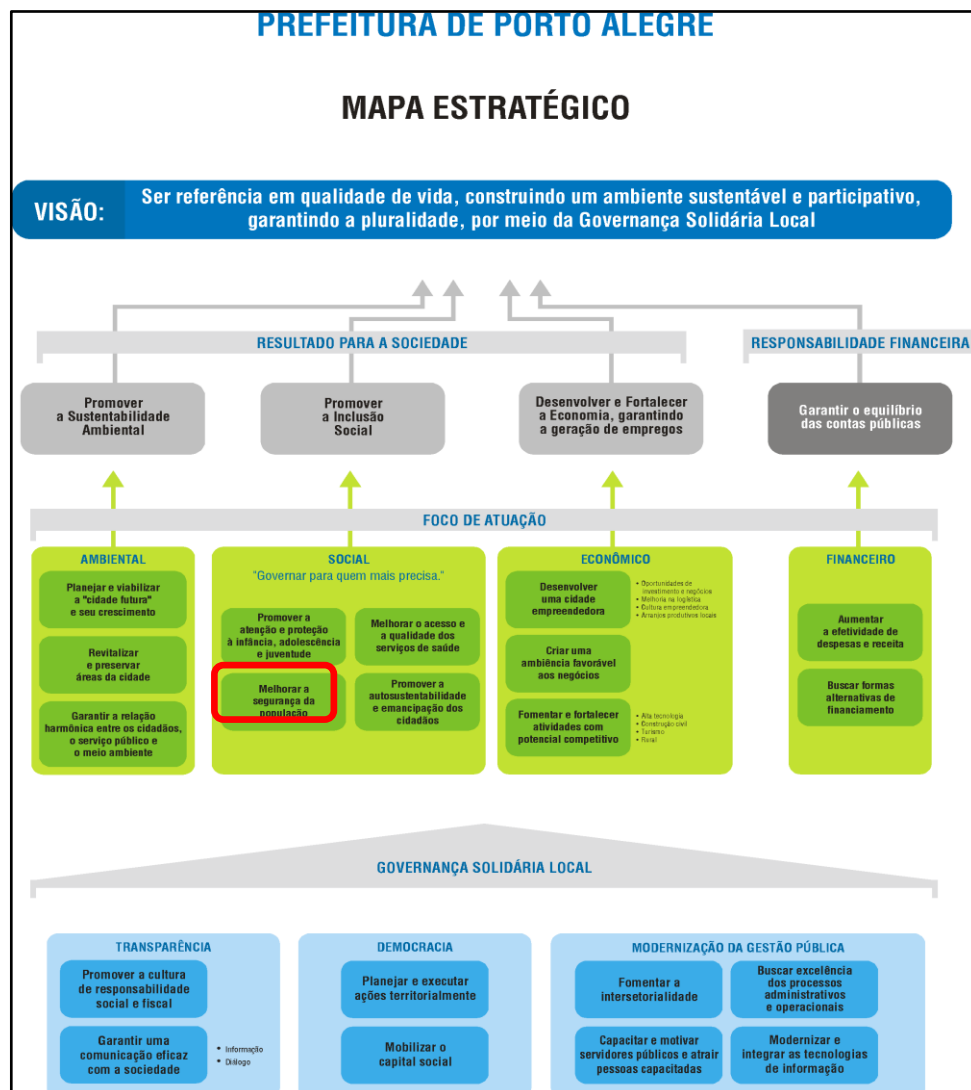 PREFEITURA DE PORTO ALEGRE
MAPA ESTRATÉGICO
VISÃO:
Ser referência em qualidade de vida, construindo um ambiente sustentável e participativo,
garantindo a pluralidade, por meio da Governança Solidária Local
RESULTADO PARA A SOCIEDADE
RESPONSABILIDADE FINANCEIRA
Promover
a Sustentabilidade
Ambiental
Promover
a Inclusão
Social
Desenvolver e Fortalecer
a Economia, garantindo
a geração de empregos
Garantir o equilíbrio
das contas públicas
FOCO DE ATUAÇÃO
AMBIENTAL
Planejar e viabilizar
a "cidade futura"
e seu crescimento
Revitalizar
e preservar
áreas da cidade
Garantir a relação
harmônica entre os cidadãos,
o serviço público e
o meio ambiente
SOCIAL
"Governar para quem mais precisa."
Promover a
atenção e proteção
à infância, adolescência
e juventude
Melhorar o acesso e
a qualidade dos
serviços de saúde
Melhorar a
segurança da
população
Promover a
autosustentabilidade
e emancipação dos
cidadãos
ECONÔMICO
Desenvolver
uma cidade
empreendedora
• Oportunidades de
investimento e negócios
• Melhoria na logística
• Cultura empreendedora
• Arranjos produtivos locais
Criar uma
ambiência favorável
aos negócios
Fomentar e fortalecer
atividades com
potencial competitivo
• Alta tecnologia
• Construção civil
• Turismo
• Rural
FINANCEIRO
Aumentar
a efetividade de
despesas e receita
Buscar formas
alternativas de
financiamento
GOVERNANÇA SOLIDÁRIA LOCAL
TRANSPARÊNCIA
Promover a cultura
de responsabilidade
social e fiscal
Garantir uma
comunicação eficaz
com a sociedade
• Informação
• Diálogo
DEMOCRACIA
Planejar e executar
ações territorialmente
Mobilizar o
capital social
MODERNIZAÇÃO DA GESTÃO PÚBLICA
Fomentar a
intersetorialidade
Buscar excelência
dos processos
administrativos
e operacionais
Capacitar e motivar
servidores públicos e atrair
pessoas capacitadas
Modernizar e
integrar as tecnologias
de informação